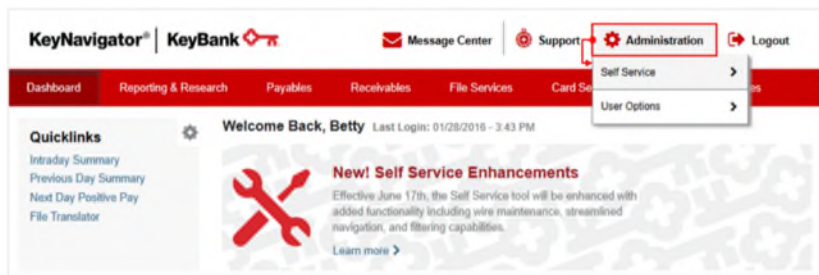 KeyNavigator® | KeyBank
Message Center
Support
Administration
Logout
Dashboard
Reporting & Research
Payables
Receivables
File Services
Card Se
es
Self Service >
User Options >
Quicklinks
Intraday Summary
Previous Day Summary
Next Day Positive Pay
File Translator
Welcome Back, Betty Last Login: 01/28/2016 - 3:43 PM
New! Self Service Enhancements
Effective June 17th, the Self Service tool will be enhanced with
added functionality including wire maintenance, streamlined
navigation, and filtering capabilities.
Learn more >